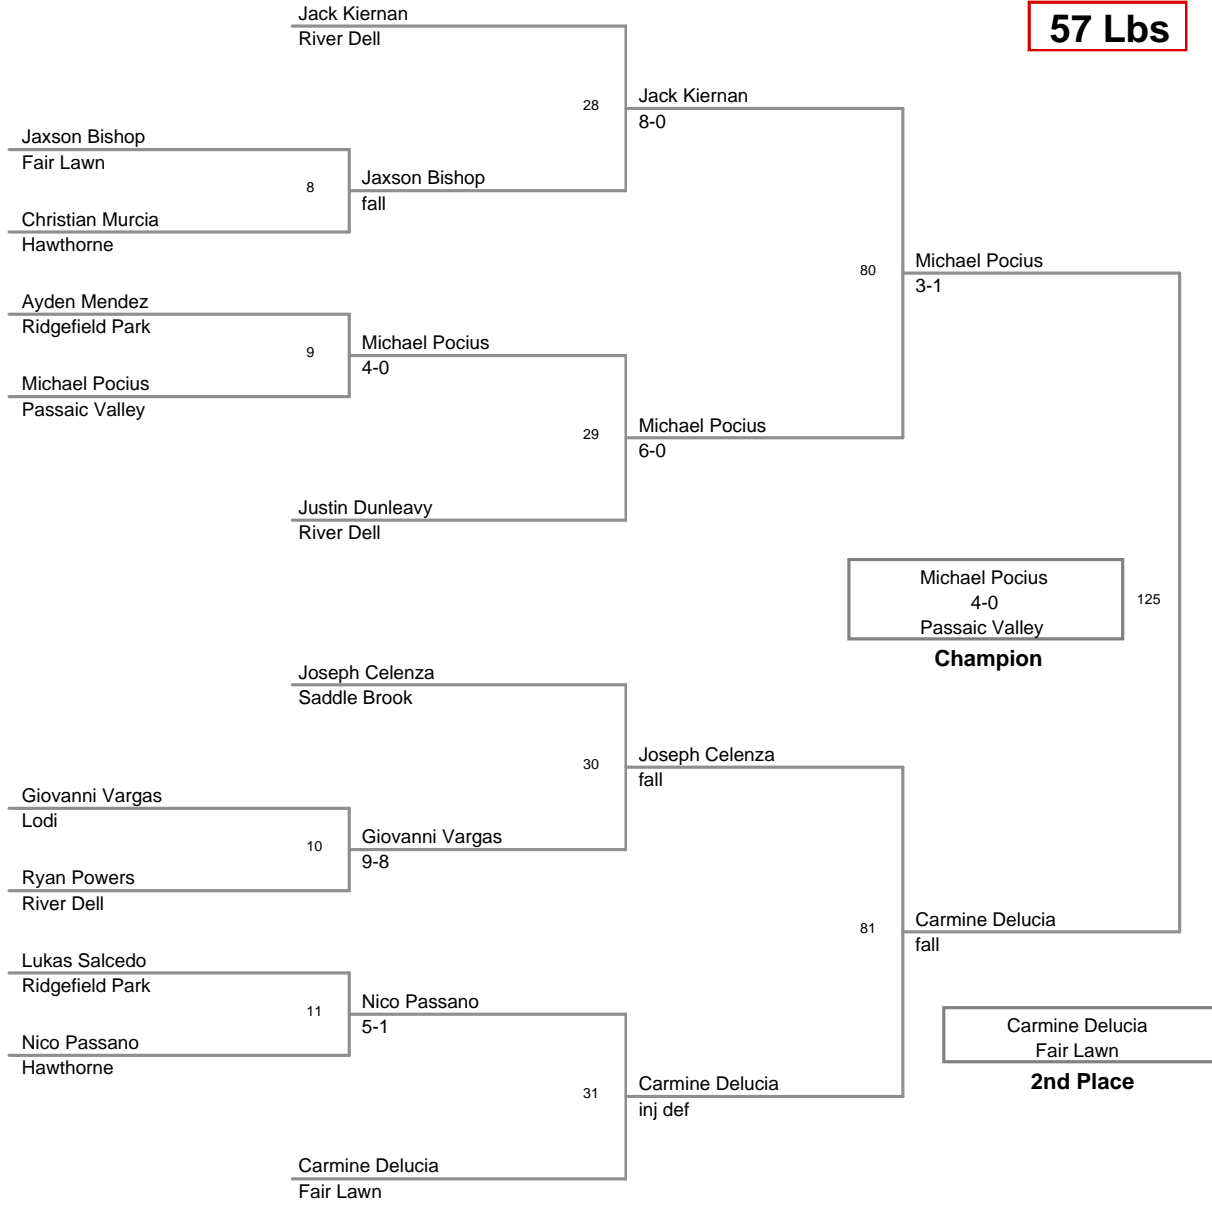 Jack Kiernan
River Dell
57 Lbs
28
Jack Kiernan
8-0
Jaxson Bishop
Fair Lawn
8
Jaxson Bishop
fall
Christian Murcia
Hawthorne
80
Michael Pocius
3-1
Ayden Mendez
Ridgefield Park
9
Michael Pocius
4-0
Michael Pocius
Passaic Valley
29
Michael Pocius
6-0
Justin Dunleavy
River Dell
Michael Pocius
4-0
Passaic Valley
125
Champion
Joseph Celenza
Saddle Brook
30
Joseph Celenza
fall
Giovanni Vargas
Lodi
10
Giovanni Vargas
9-8
Ryan Powers
River Dell
81
Carmine Delucia
fall
Lukas Salcedo
Ridgefield Park
11
Nico Passano
5-1
Nico Passano
Hawthorne
Carmine Delucia
Fair Lawn
2nd Place
31
Carmine Delucia
inj def
Carmine Delucia
Fair Lawn